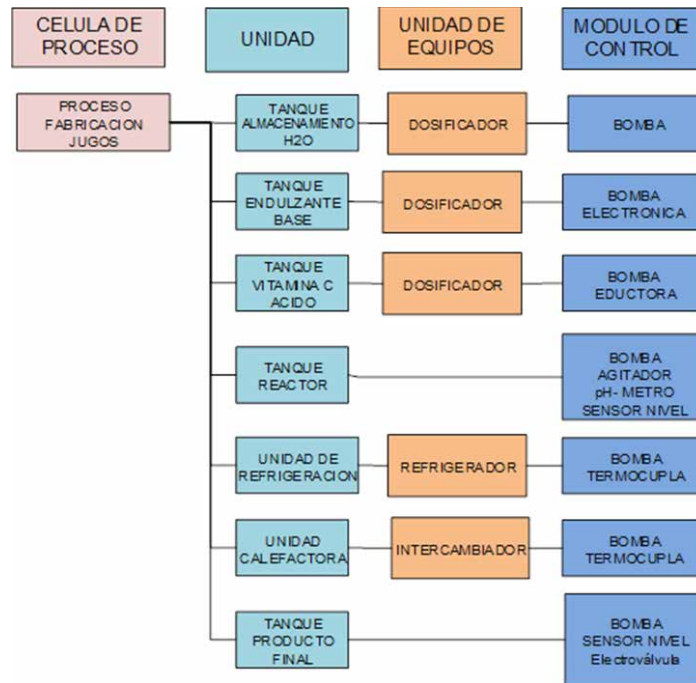 CELULA DE
PROCESO
UNIDAD
UNIDAD DE
EQUIPOS
MODULO DE
CONTROL
PROCESO
FABRICACION
JUGOS
TANQUE
ALMACENAMIENTO
H2O
DOSIFICADOR
BOMBA
TANQUE
ENDULZANTE
BASE
DOSIFICADOR
BOMBA
ELECTRONICA
TANQUE
VITAMINA C
ACIDO
DOSIFICADOR
BOMBA
EDUCTORA
TANQUE
REACTOR
BOMBA
AGITADOR
pH- METRO
SENSOR NIVEL
UNIDAD DE
REFRIGERACION
REFRIGERADOR
BOMBA
TERMOCUPLA
UNIDAD
CALEFACTORA
INTERCAMBIADOR
BOMBA
TERMOCUPLA
TANQUE
PRODUCTO
FINAL
BOMBA
SENSOR NIVEL
Electroválvula